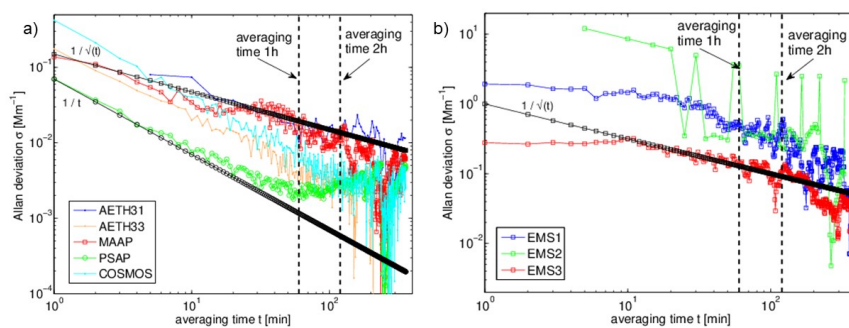 a)
averaging
time 1h
averaging
time 2h
1 / √(t)
1 / t
Allan deviation σ [Mm⁻¹]
10⁻¹
10⁻²
10⁻³
10⁻⁴
AETH31
AETH33
MAAP
PSAP
COSMOS
10⁰
10¹
10²
averaging time t [min]
b)
averaging
time 1h
averaging
time 2h
1 / √(t)
Allan deviation σ [Mm⁻¹]
10¹
10⁰
10⁻¹
10⁻²
EMS1
EMS2
EMS3
10⁰
10¹
10²
averaging time t [min]